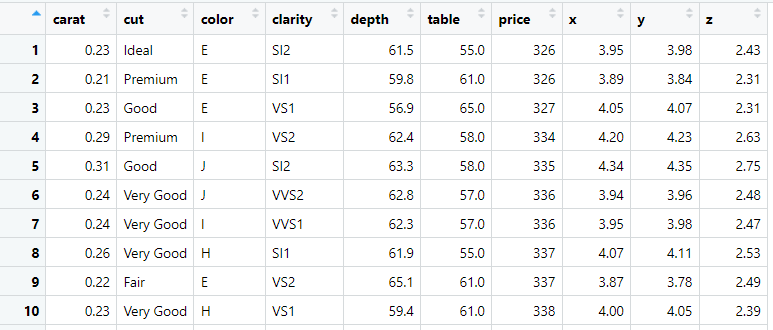 carat cut color clarity depth table price x y z
1 0.23 Ideal E SI2 61.5 55.0 326 3.95 3.98 2.43
2 0.21 Premium E SI1 59.8 61.0 326 3.89 3.84 2.31
3 0.23 Good E VS1 56.9 65.0 327 4.05 4.07 2.31
4 0.29 Premium I VS2 62.4 58.0 334 4.20 4.23 2.63
5 0.31 Good J SI2 63.3 58.0 335 4.34 4.35 2.75
6 0.24 Very Good J VVS2 62.8 57.0 336 3.94 3.96 2.48
7 0.24 Very Good I VVS1 62.3 57.0 336 3.95 3.98 2.47
8 0.26 Very Good H SI1 61.9 55.0 337 4.07 4.11 2.53
9 0.22 Fair E VS2 65.1 61.0 337 3.87 3.78 2.49
10 0.23 Very Good H VS1 59.4 61.0 338 4.00 4.05 2.39